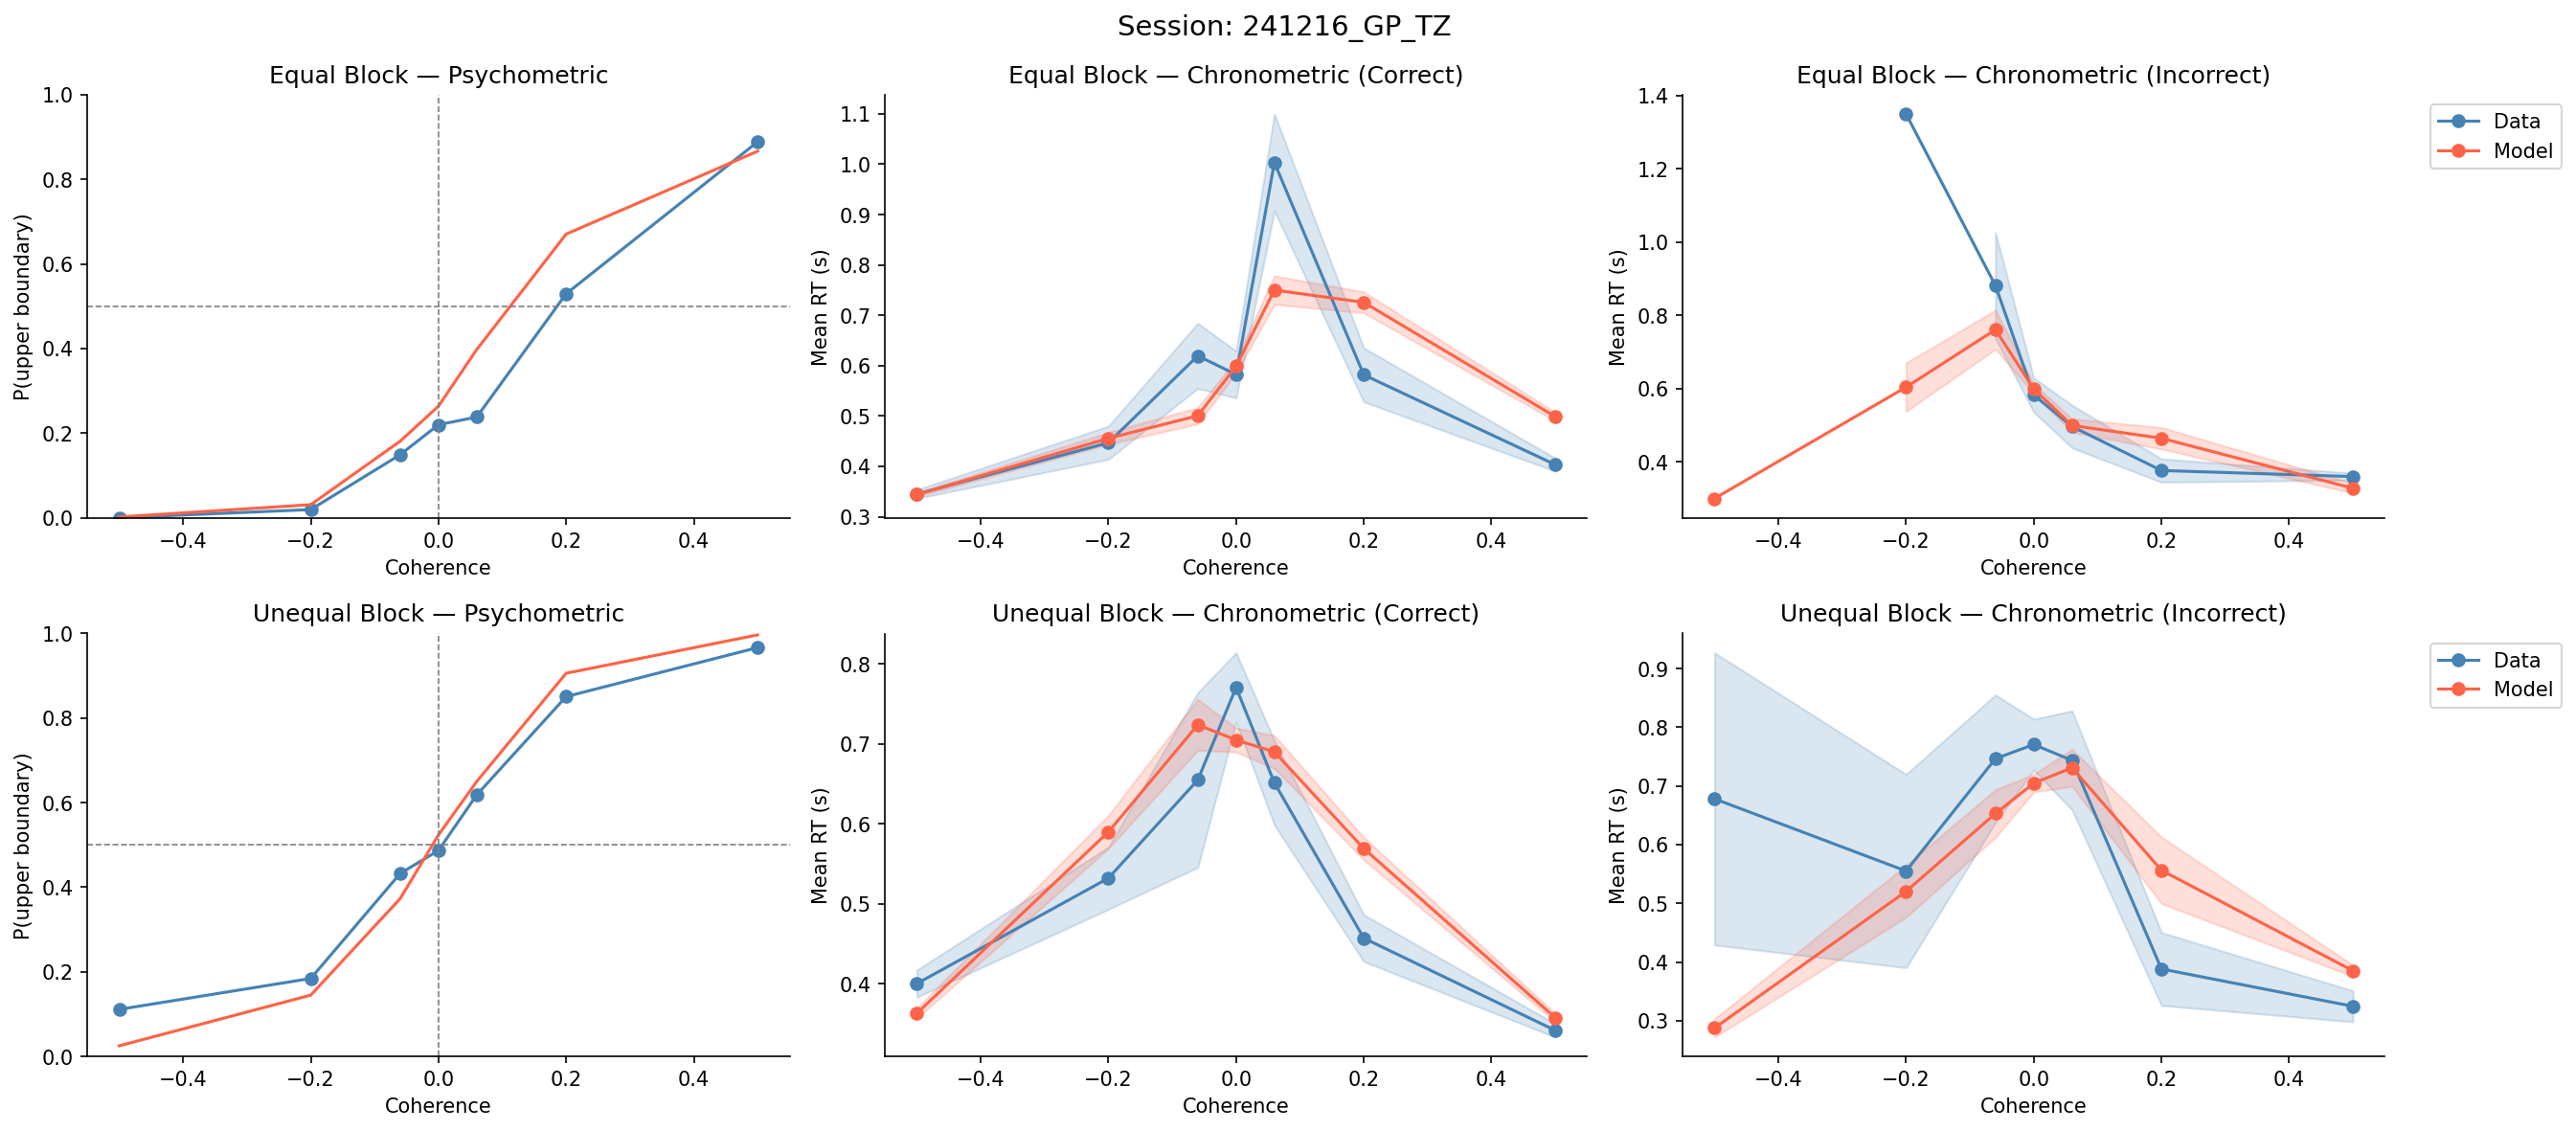 Session: 241216_GP_TZ
Equal Block — Psychometric
1.0
0.8
0.6
0.4
0.2
0.0
P(upper boundary)
−0.4 −0.2 0.0 0.2 0.4
Coherence
Equal Block — Chronometric (Correct)
1.1
1.0
0.9
0.8
0.7
0.6
0.5
0.4
0.3
Mean RT (s)
−0.4 −0.2 0.0 0.2 0.4
Coherence
Equal Block — Chronometric (Incorrect)
1.4
1.2
1.0
0.8
0.6
0.4
Mean RT (s)
−0.4 −0.2 0.0 0.2 0.4
Coherence
Data
Model
Unequal Block — Psychometric
1.0
0.8
0.6
0.4
0.2
0.0
P(upper boundary)
−0.4 −0.2 0.0 0.2 0.4
Coherence
Unequal Block — Chronometric (Correct)
0.8
0.7
0.6
0.5
0.4
Mean RT (s)
−0.4 −0.2 0.0 0.2 0.4
Coherence
Unequal Block — Chronometric (Incorrect)
0.9
0.8
0.7
0.6
0.5
0.4
0.3
Mean RT (s)
−0.4 −0.2 0.0 0.2 0.4
Coherence
Data
Model